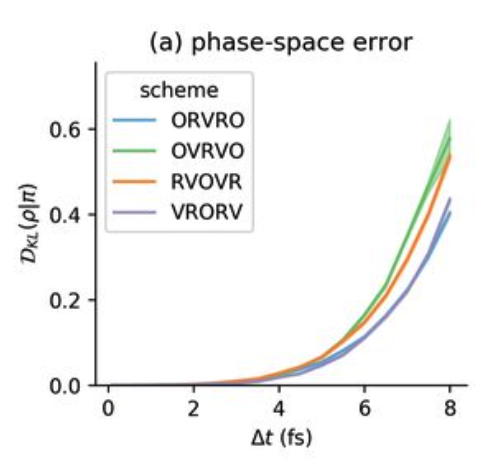 (a) phase-space error
scheme
ORVRO
OVRVO
RVOVR
VRORV
0.6
0.4
0.2
0.0
0 2 4 6 8
𝒟KL(ρ|π)
Δt (fs)